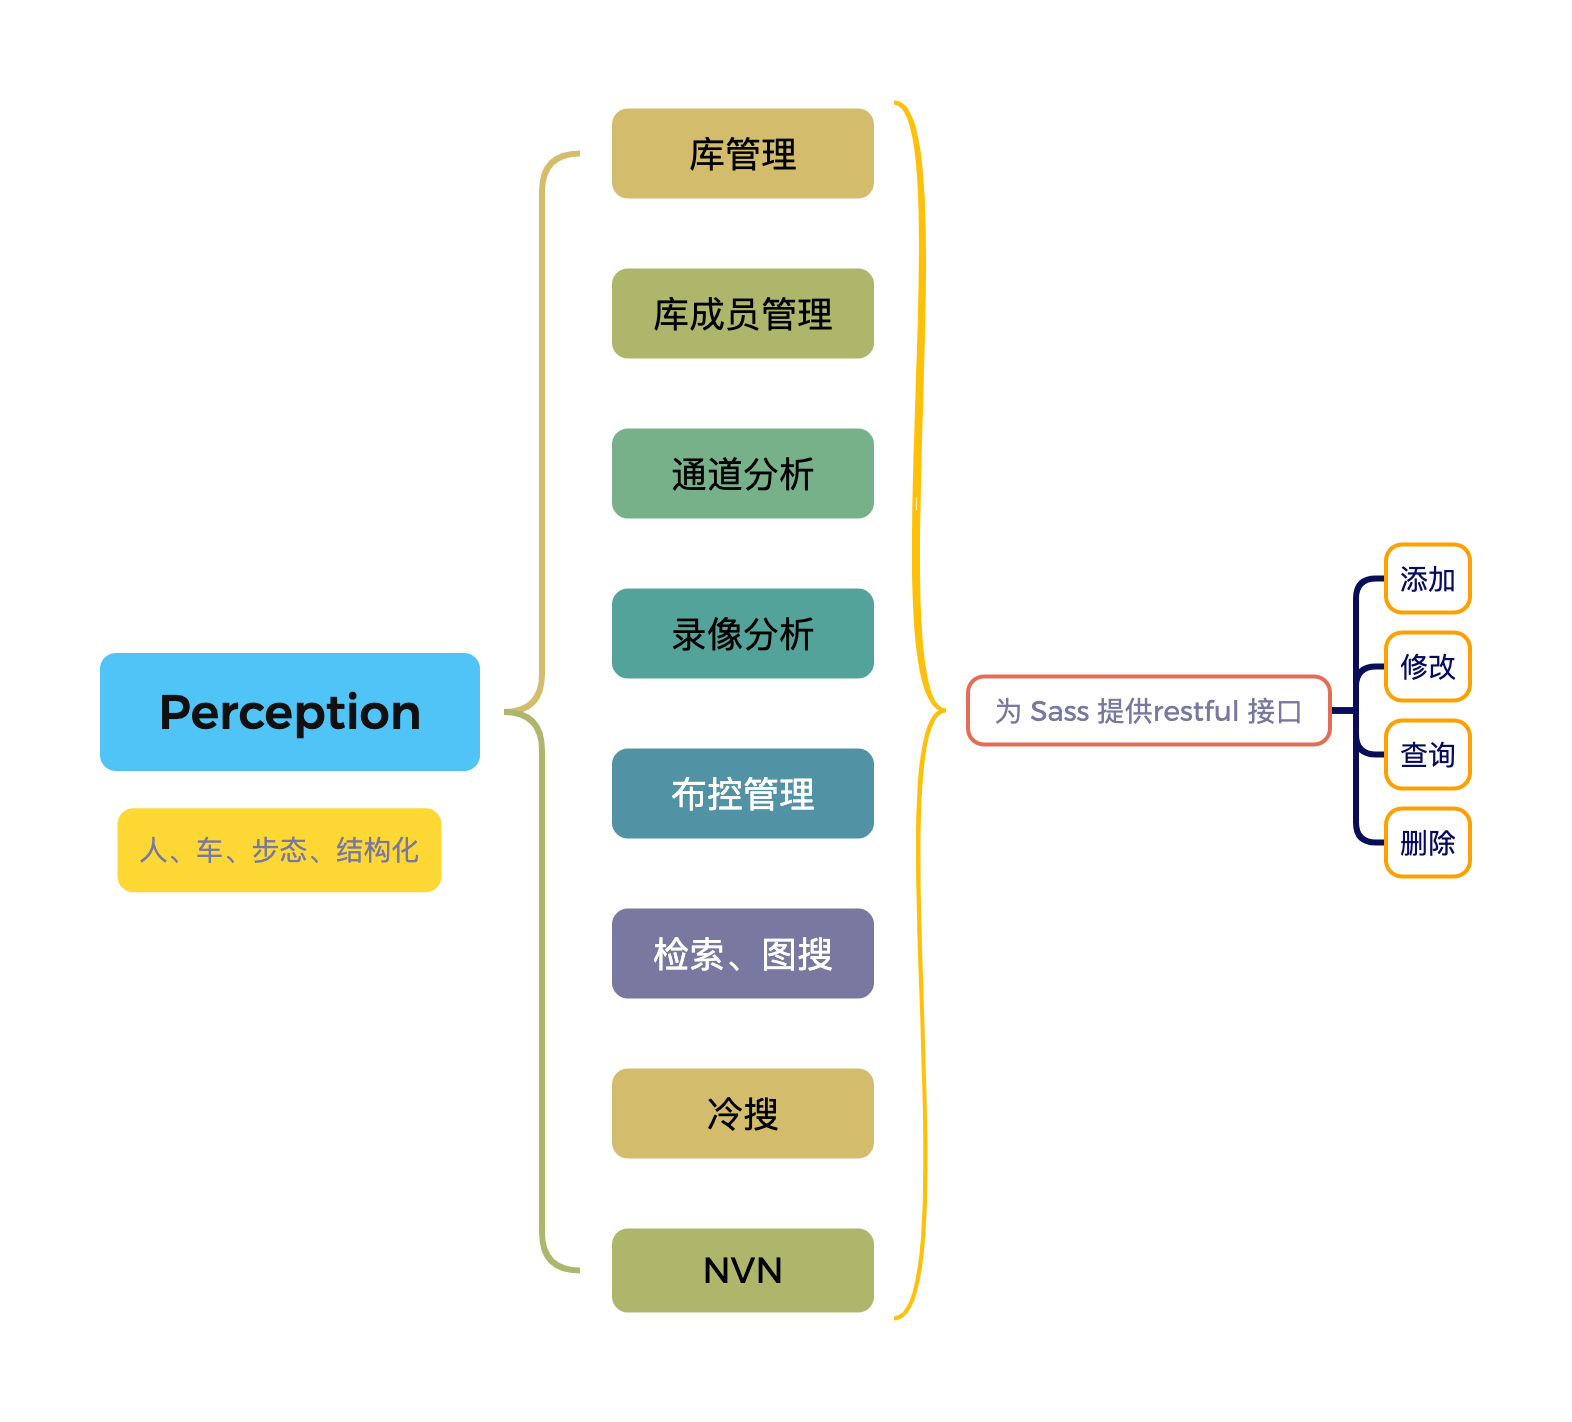 Perception
人、车、步态、结构化
库管理
库成员管理
通道分析
录像分析
布控管理
检索、图搜
冷搜
NVN
为 Sass 提供restful 接口
添加
修改
查询
删除